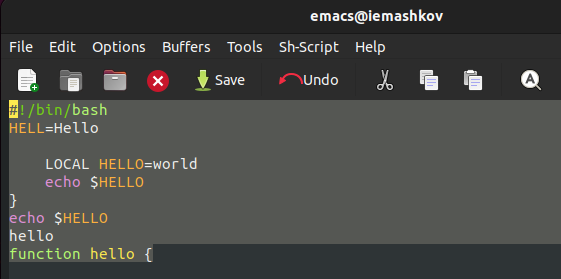 emacs@iemashkov
File Edit Options Buffers Tools Sh-Script Help
Save Undo
#!/bin/bash
HELL=Hello
    LOCAL HELLO=world
    echo $HELLO
}
echo $HELLO
hello
function hello {